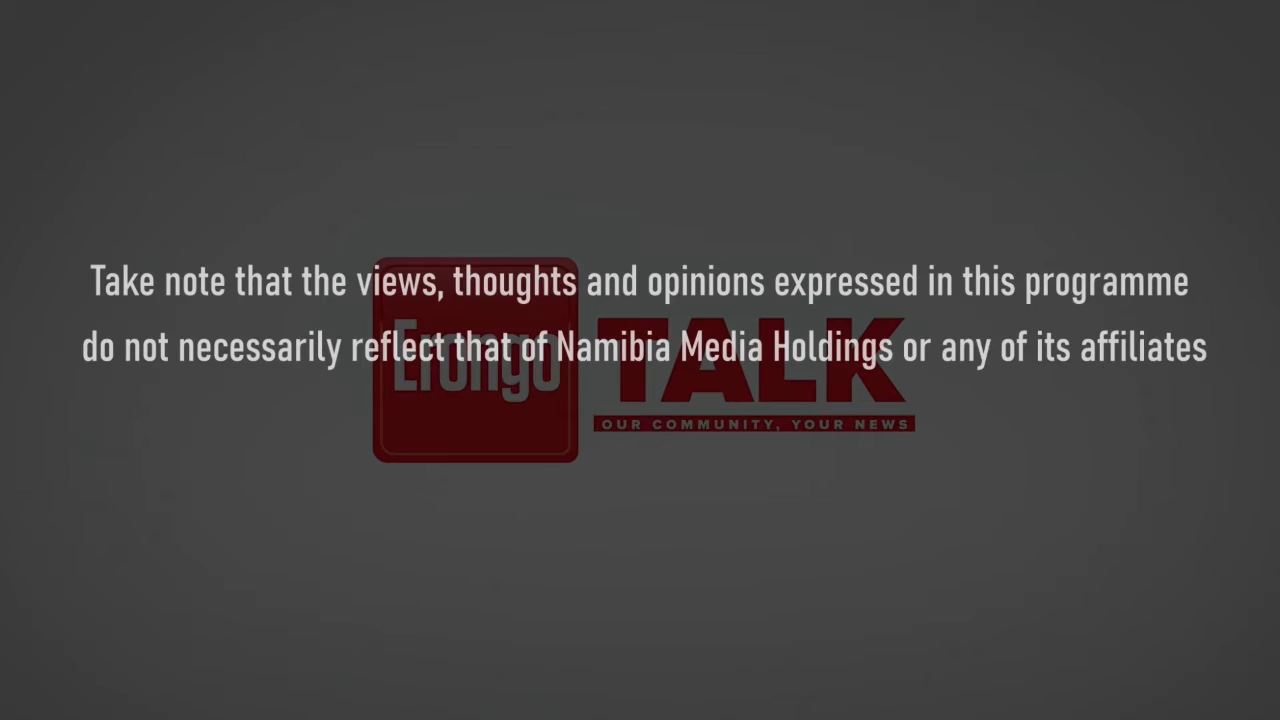 Take note that the views, thoughts and opinions expressed in this programme
do not necessarily reflect that of Namibia Media Holdings or any of its affiliates
Erongo TALK
OUR COMMUNITY, YOUR NEWS